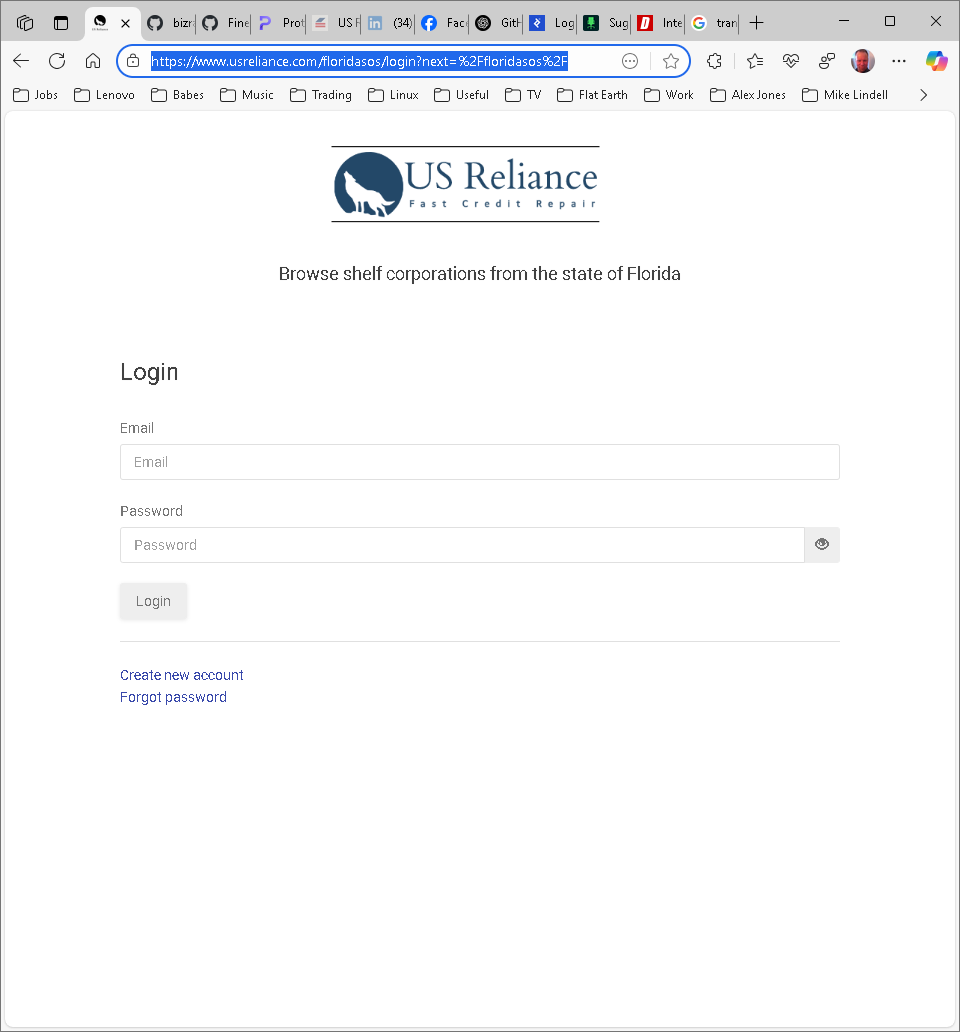 bizr
Fine
Prot
US F
(34)
Face
GitH
Log
Sug
Inte
tran
https://www.usreliance.com/floridasos/login?next=%2Ffloridasos%2F
Jobs Lenovo Babes Music Trading Linux Useful TV Flat Earth Work Alex Jones Mike Lindell
US Reliance
Fast Credit Repair
Browse shelf corporations from the state of Florida
Login
Email
Email
Password
Password
Login
Create new account
Forgot password